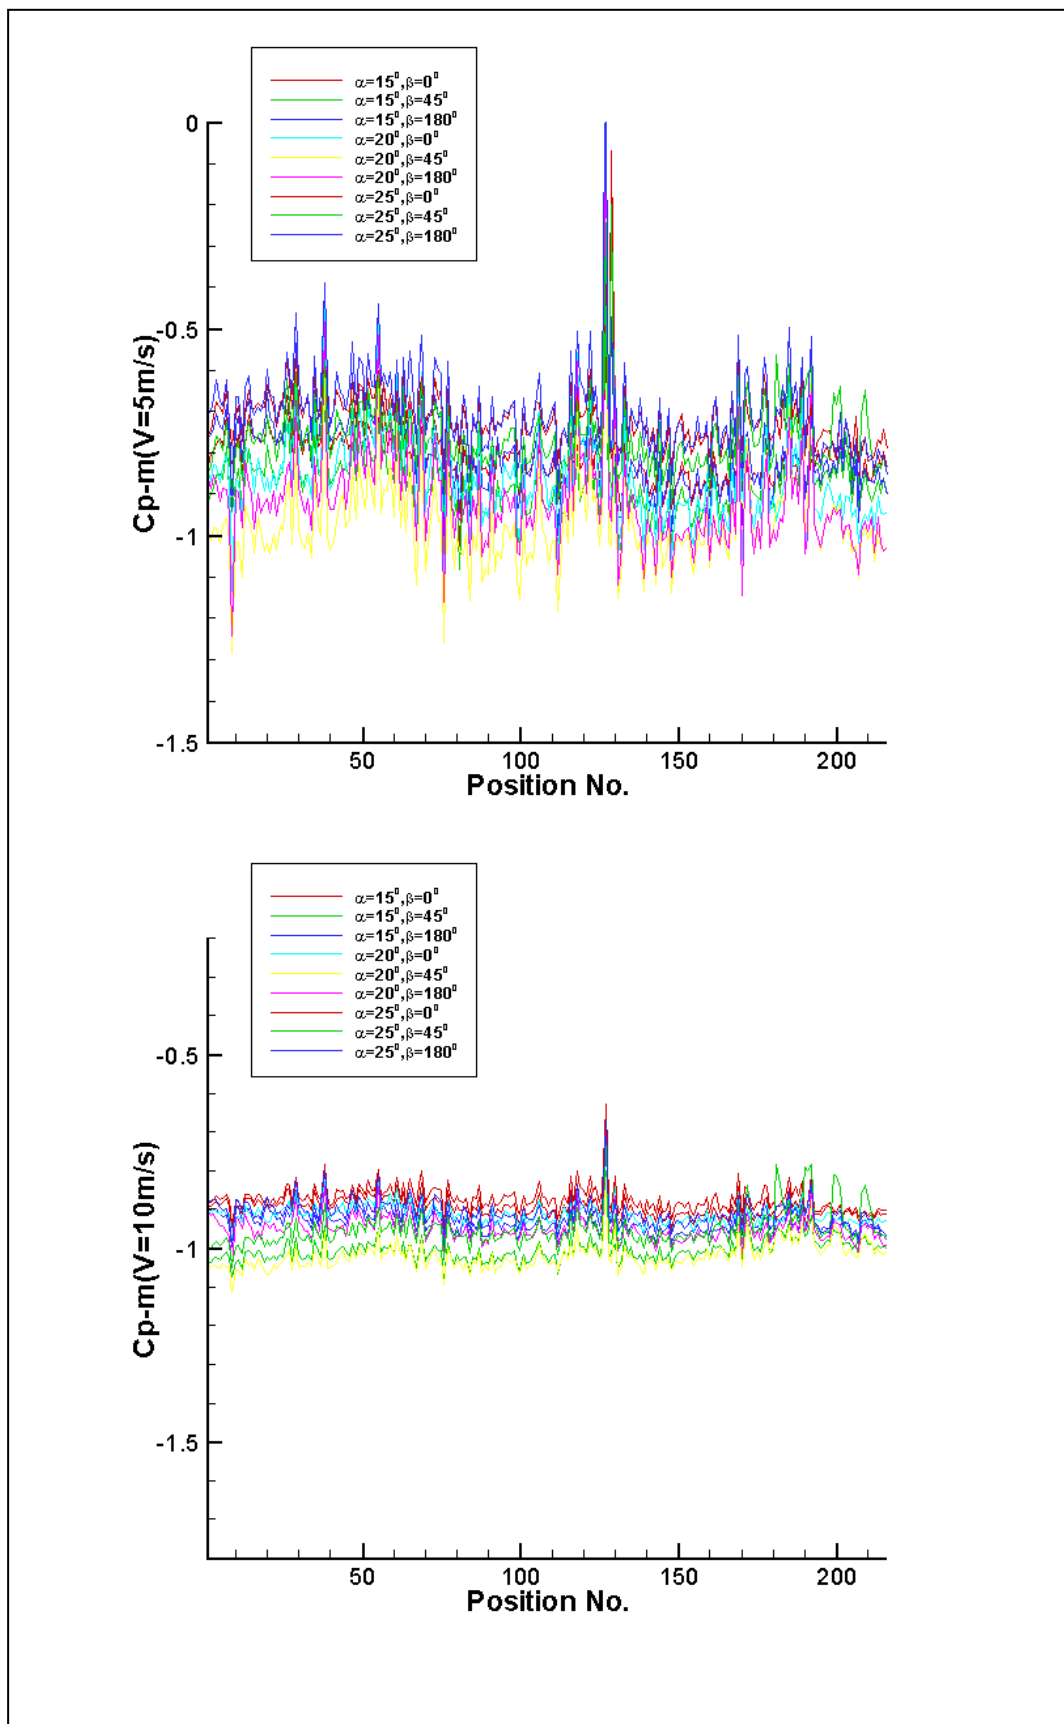 α=15⁰,β=0⁰
α=15⁰,β=45⁰
α=15⁰,β=180⁰
α=20⁰,β=0⁰
α=20⁰,β=45⁰
α=20⁰,β=180⁰
α=25⁰,β=0⁰
α=25⁰,β=45⁰
α=25⁰,β=180⁰
0
-0.5
-1
-1.5
Cp-m(V=5m/s)
50 100 150 200
Position No.
α=15⁰,β=0⁰
α=15⁰,β=45⁰
α=15⁰,β=180⁰
α=20⁰,β=0⁰
α=20⁰,β=45⁰
α=20⁰,β=180⁰
α=25⁰,β=0⁰
α=25⁰,β=45⁰
α=25⁰,β=180⁰
-0.5
-1
-1.5
Cp-m(V=10m/s)
50 100 150 200
Position No.